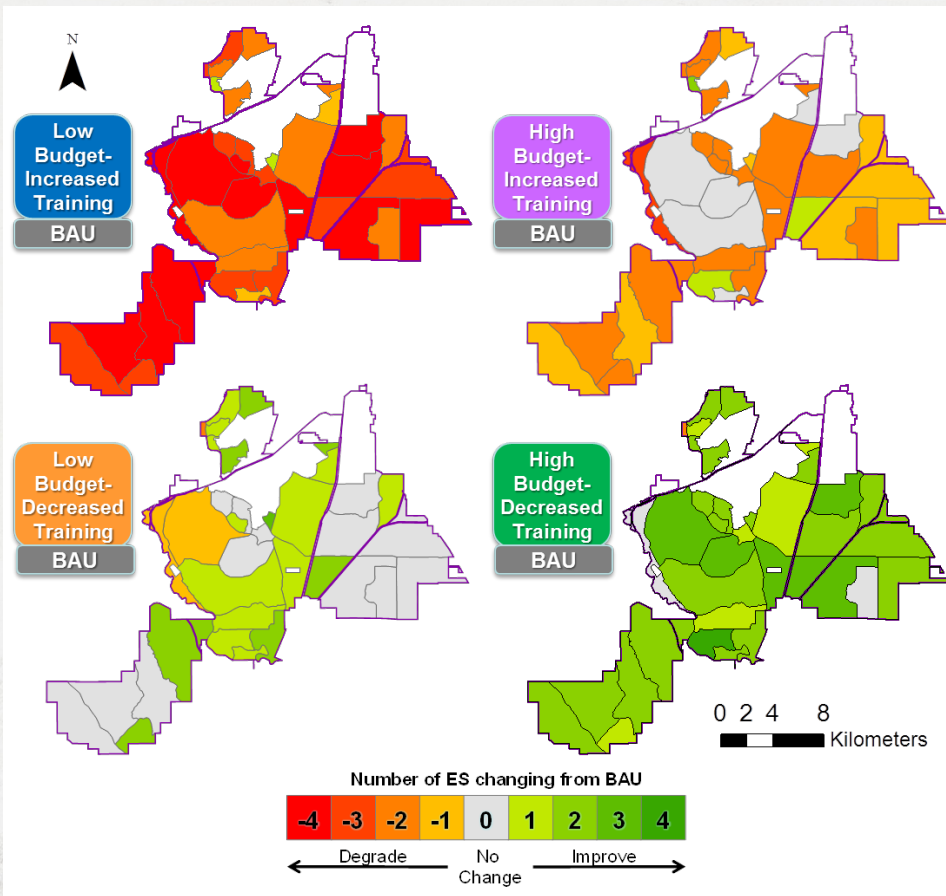 N
Low
Budget-
Increased
Training
BAU
High
Budget-
Increased
Training
BAU
Low
Budget-
Decreased
Training
BAU
High
Budget-
Decreased
Training
BAU
0 2 4 8
Kilometers
Number of ES changing from BAU
-4 -3 -2 -1 0 1 2 3 4
Degrade No Improve
Change